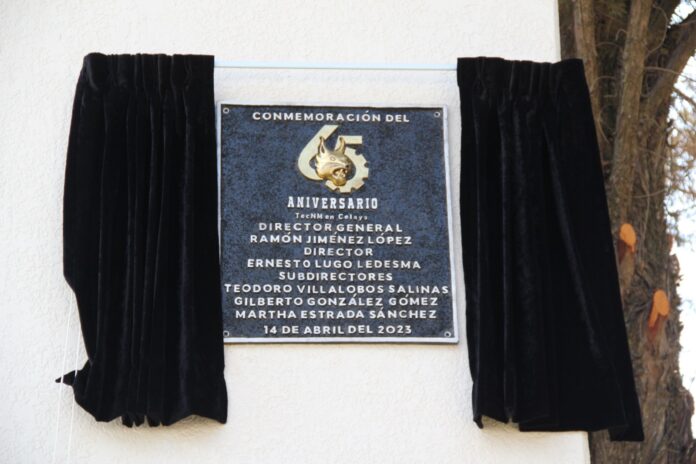 CONMEMORACIÓN DEL
65
ANIVERSARIO
TecNM en Celaya
DIRECTOR GENERAL
RAMÓN JIMÉNEZ LÓPEZ
DIRECTOR
ERNESTO LUGO LEDESMA
SUBDIRECTORES
TEODORO VILLALOBOS SALINAS
GILBERTO GONZÁLEZ GÓMEZ
MARTHA ESTRADA SÁNCHEZ
14 DE ABRIL DEL 2023